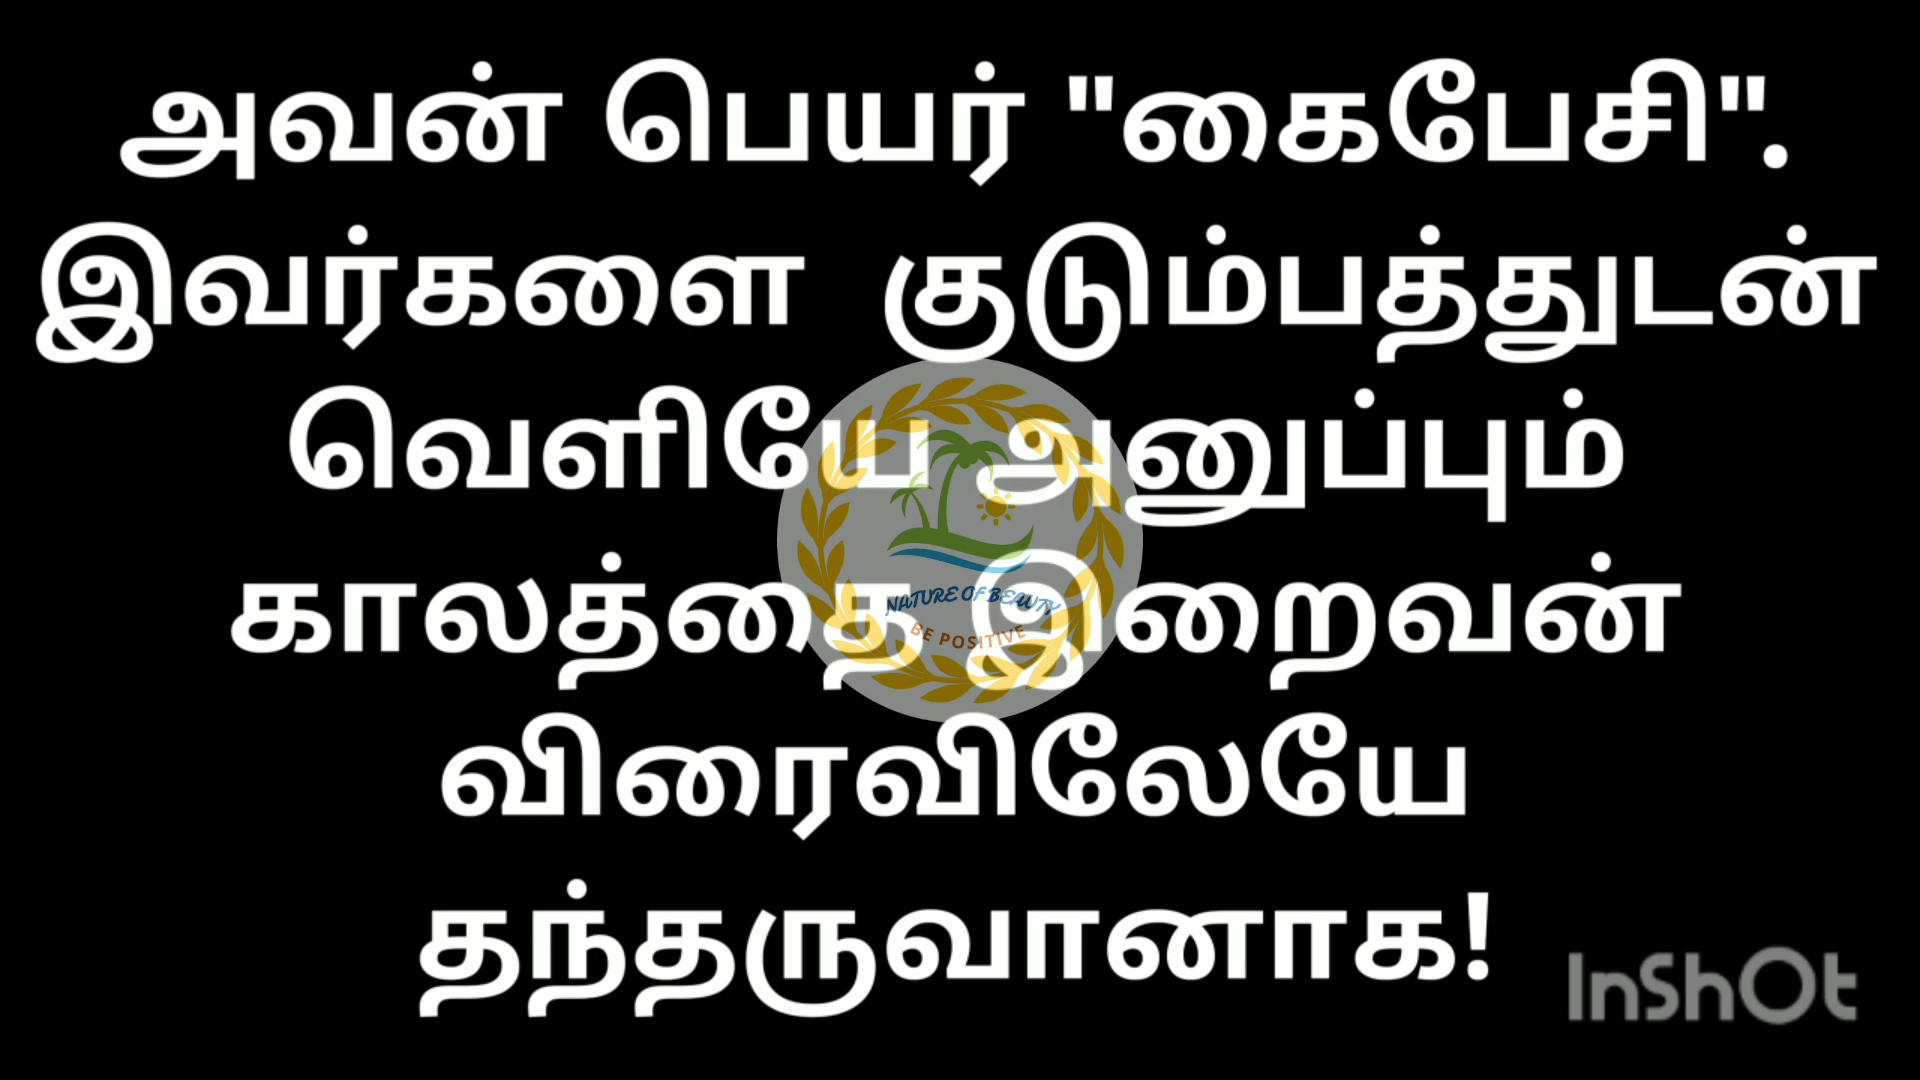 அவன் பெயர் "கைபேசி".
இவர்களை குடும்பத்துடன்
வெளியே அனுப்பும்
காலத்தை இறைவன்
விரைவிலேயே
தந்தருவானாக!
NATURE OF BEAUTY
BE POSITIVE
InShOt